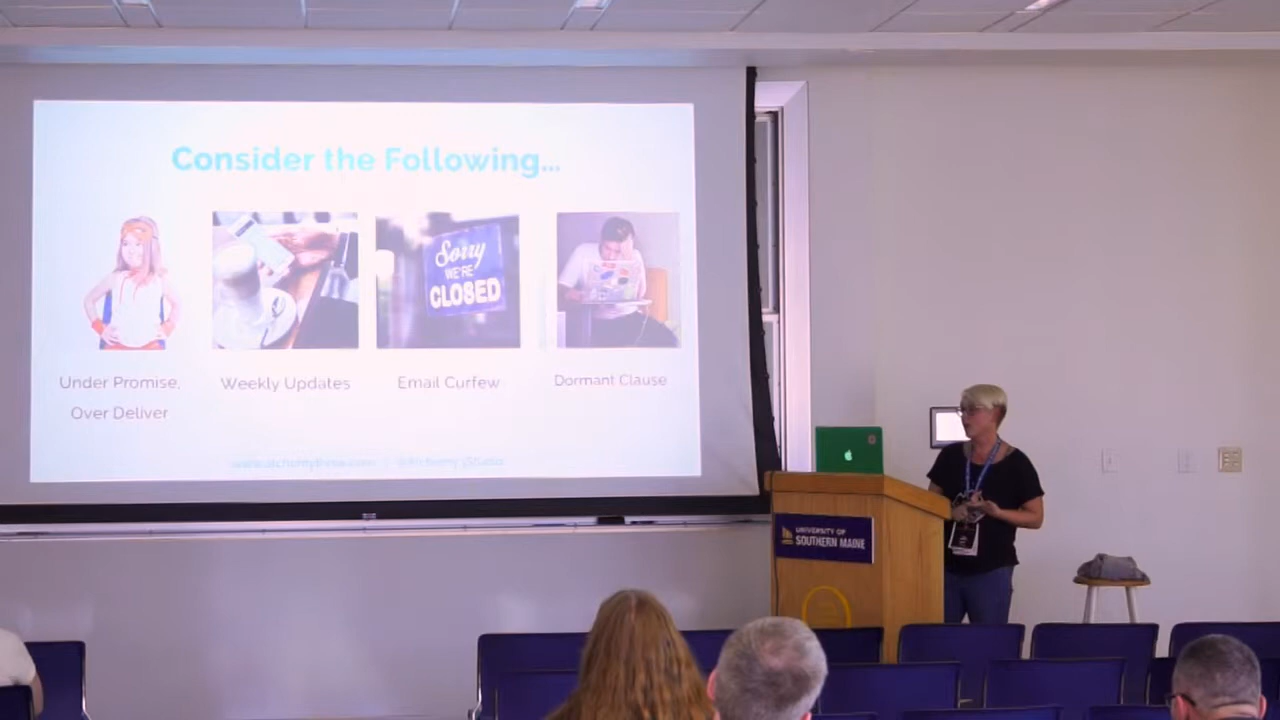 Consider the Following...
Sorry
WE'RE
CLOSED
Under Promise,
Over Deliver
Weekly Updates
Email Curfew
Dormant Clause
UNIVERSITY OF
SOUTHERN MAINE